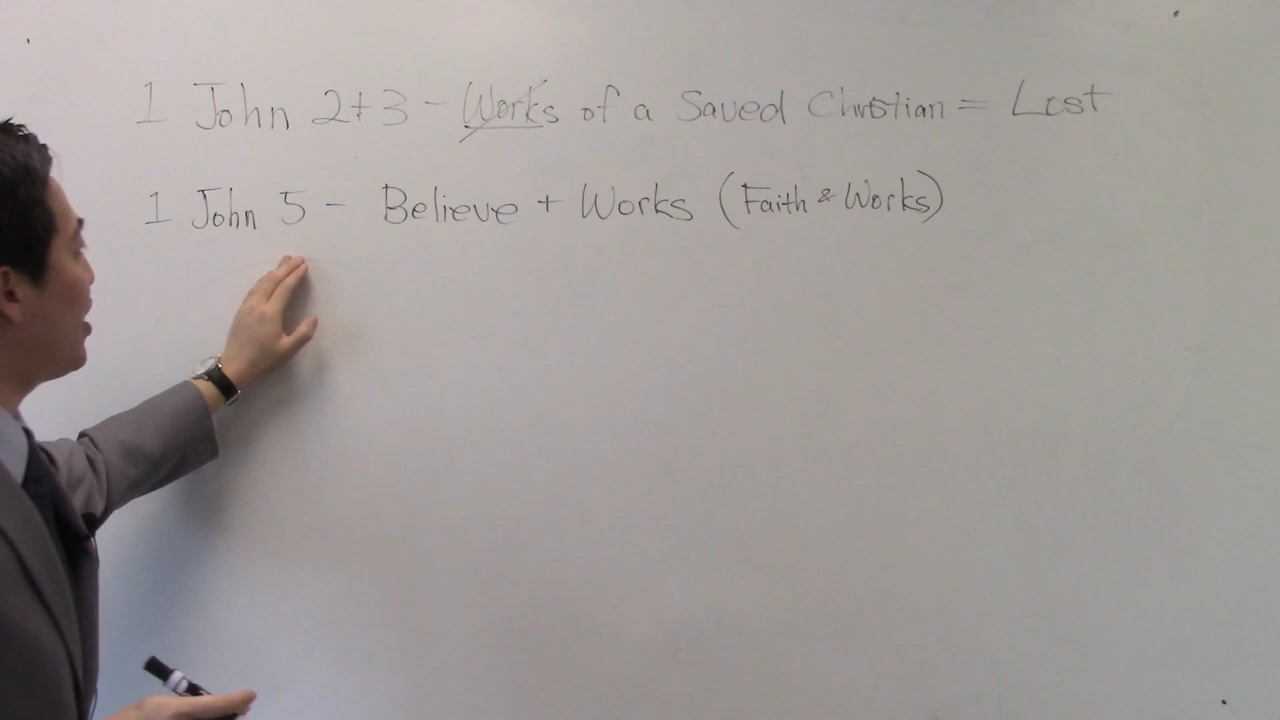 1 John 2+3 - Works of a Saved Christian = Lost
1 John 5 - Believe + Works (Faith & Works)